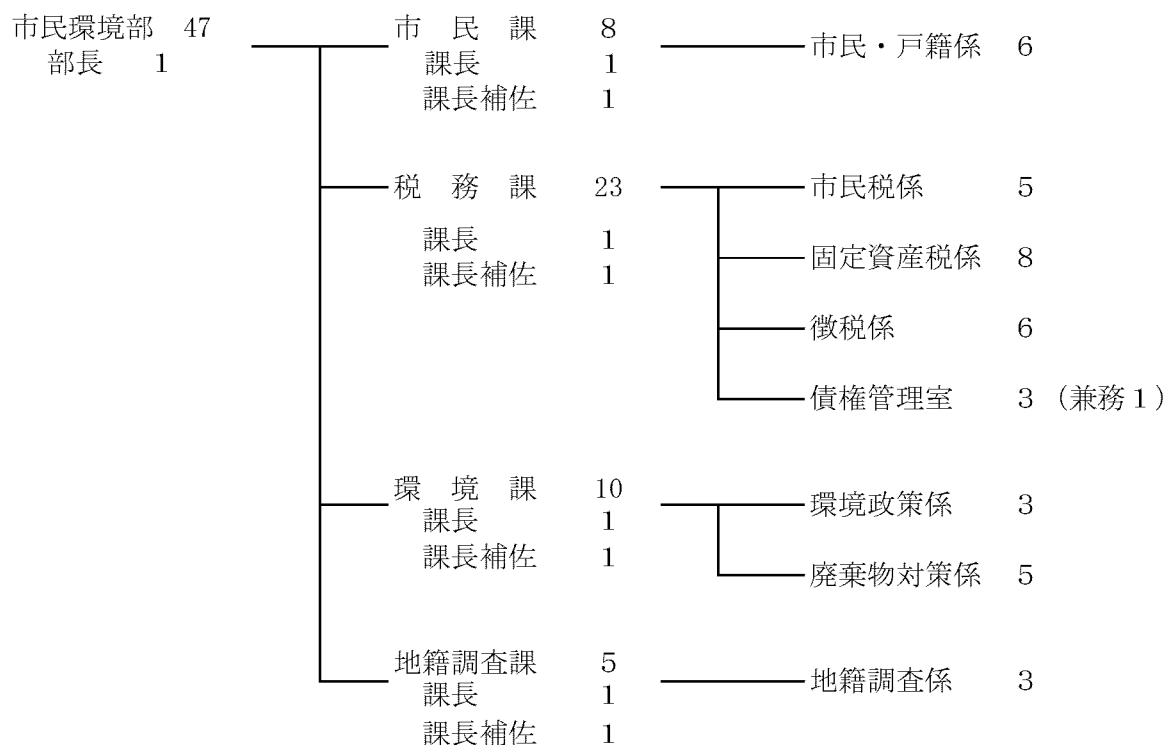 市民環境部 47
部長 1
市民課 8
課長 1
課長補佐 1
市民・戸籍係 6
税務課 23
課長 1
課長補佐 1
市民税係 5
固定資産税係 8
徴税係 6
債権管理室 3 （兼務1）
環境課 10
課長 1
課長補佐 1
環境政策係 3
廃棄物対策係 5
地籍調査課 5
課長 1
課長補佐 1
地籍調査係 3